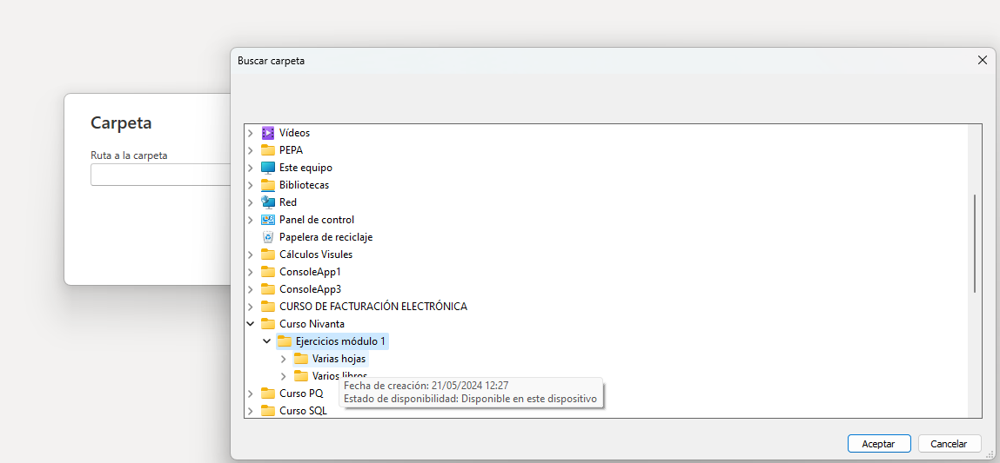 Buscar carpeta
Carpeta
Ruta a la carpeta
Vídeos
PEPA
Este equipo
Bibliotecas
Red
Panel de control
Papelera de reciclaje
Cálculos Visules
ConsoleApp1
ConsoleApp3
CURSO DE FACTURACIÓN ELECTRÓNICA
Curso Nivanta
Ejercicios módulo 1
Varias hojas
Varios libros
Fecha de creación: 21/05/2024 12:27
Estado de disponibilidad: Disponible en este dispositivo
Curso PQ
Curso SQL
Aceptar
Cancelar